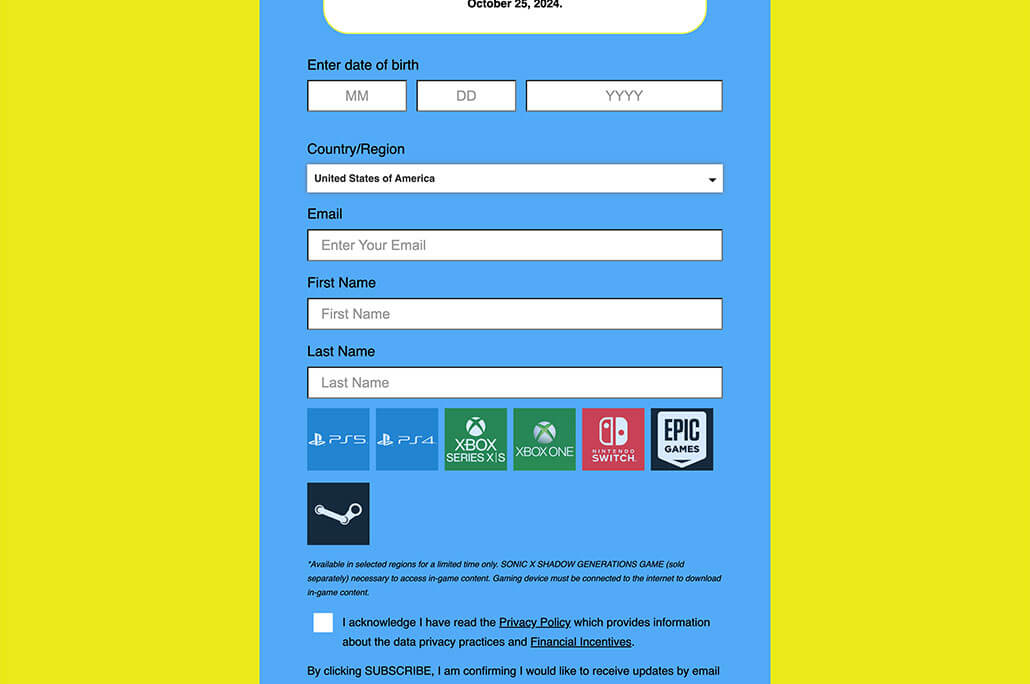 October 25, 2024.
Enter date of birth
MM DD YYYY
Country/Region
United States of America
Email
Enter Your Email
First Name
First Name
Last Name
Last Name
PS5 PS4 XBOX SERIES X|S XBOX ONE NINTENDO SWITCH EPIC GAMES
*Available in selected regions for a limited time only. SONIC X SHADOW GENERATIONS GAME (sold
separately) necessary to access in-game content. Gaming device must be connected to the internet to download
in-game content.
I acknowledge I have read the Privacy Policy which provides information
about the data privacy practices and Financial Incentives.
By clicking SUBSCRIBE, I am confirming I would like to receive updates by email